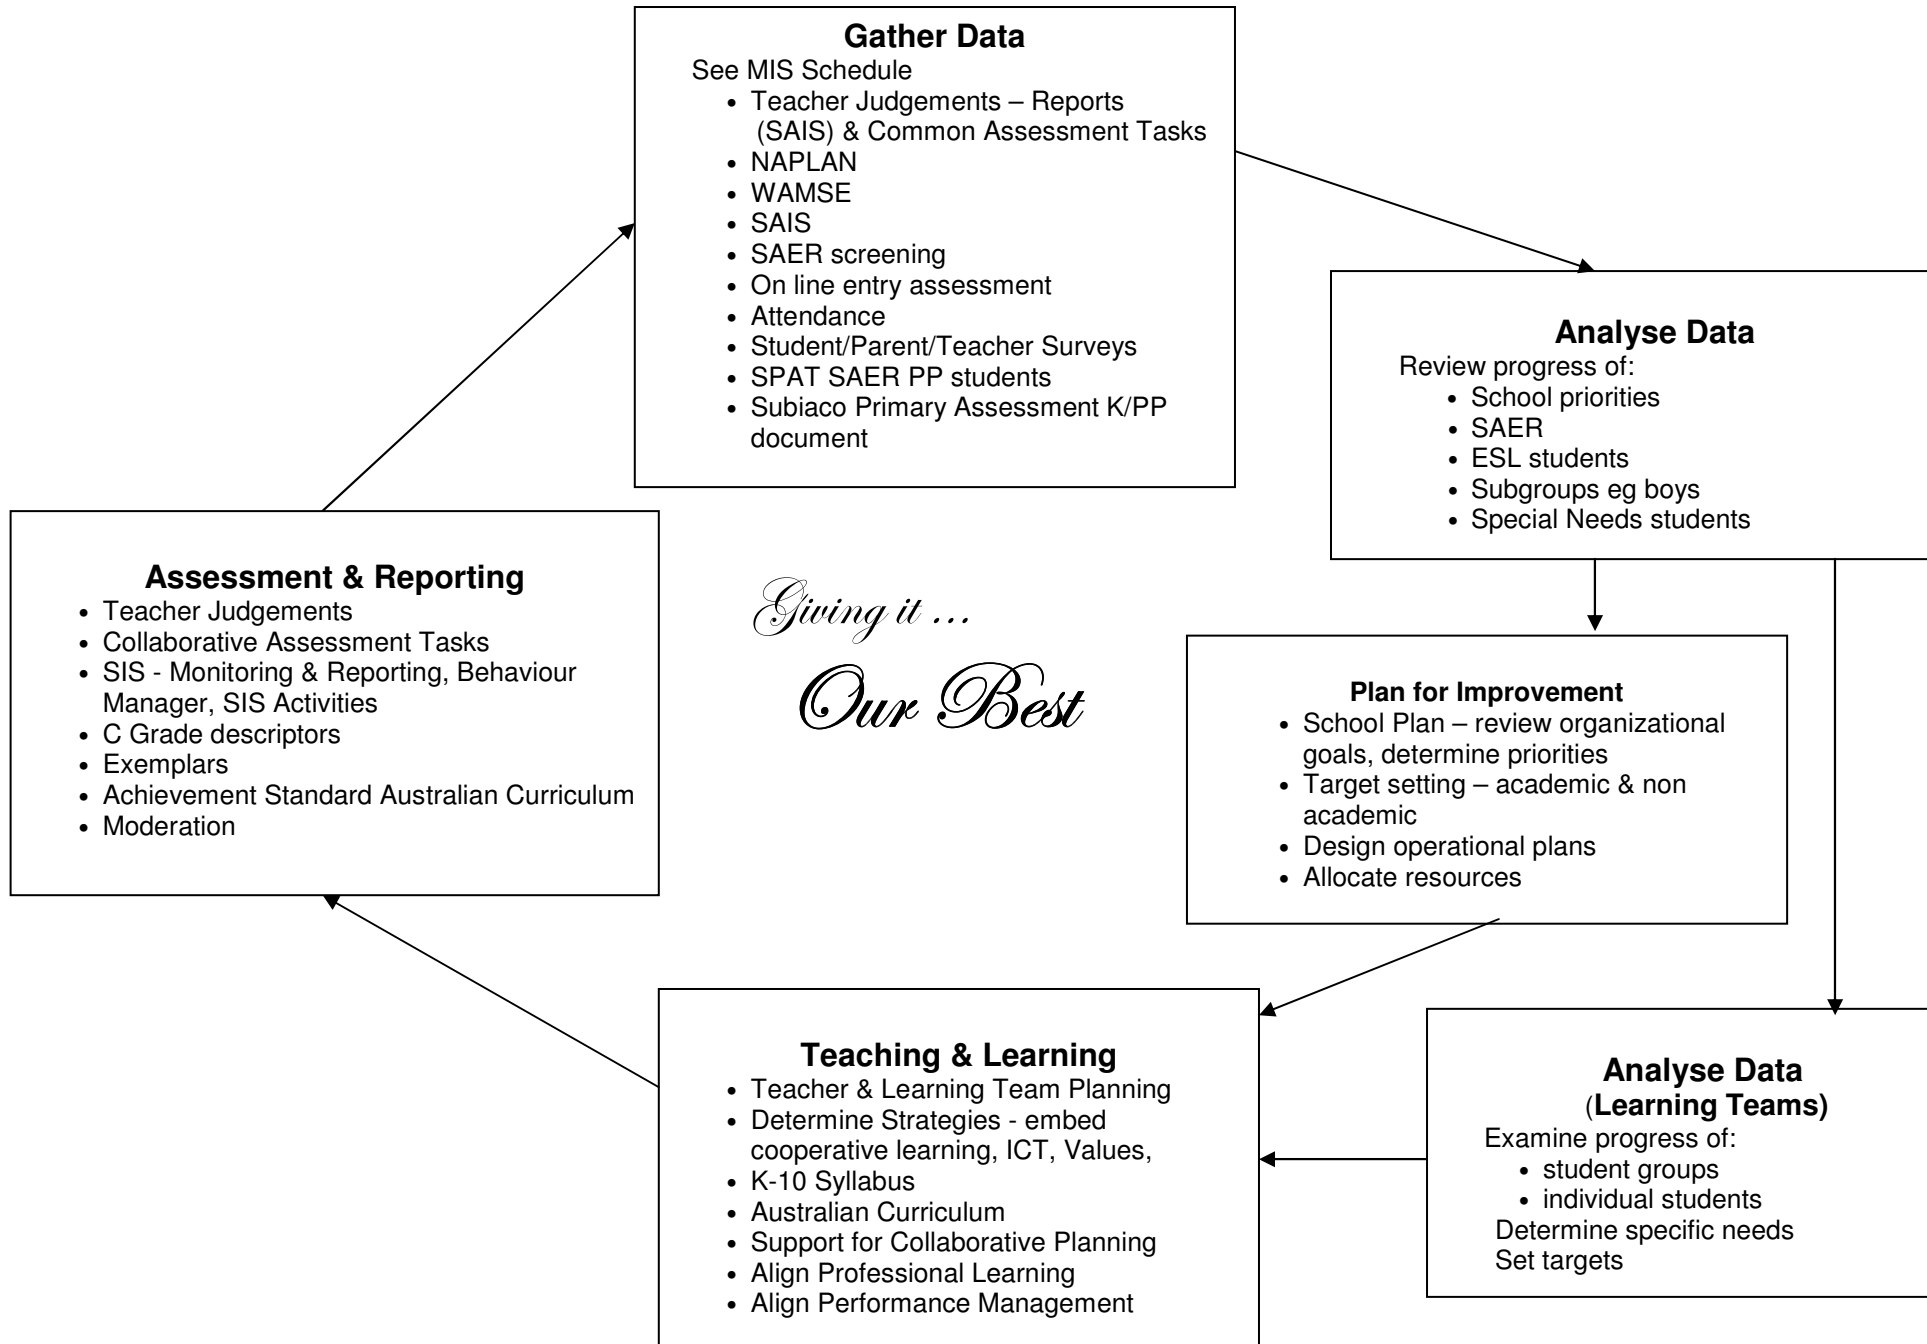 Gather Data
See MIS Schedule
• Teacher Judgements – Reports
(SAIS) & Common Assessment Tasks
• NAPLAN
• WAMSE
• SAIS
• SAER screening
• On line entry assessment
• Attendance
• Student/Parent/Teacher Surveys
• SPAT SAER PP students
• Subiaco Primary Assessment K/PP
document
Analyse Data
Review progress of:
• School priorities
• SAER
• ESL students
• Subgroups eg boys
• Special Needs students
Assessment & Reporting
• Teacher Judgements
• Collaborative Assessment Tasks
• SIS - Monitoring & Reporting, Behaviour
Manager, SIS Activities
• C Grade descriptors
• Exemplars
• Achievement Standard Australian Curriculum
• Moderation
Giving it ...
Our Best
Plan for Improvement
• School Plan – review organizational
goals, determine priorities
• Target setting – academic & non
academic
• Design operational plans
• Allocate resources
Teaching & Learning
• Teacher & Learning Team Planning
• Determine Strategies - embed
cooperative learning, ICT, Values,
• K-10 Syllabus
• Australian Curriculum
• Support for Collaborative Planning
• Align Professional Learning
• Align Performance Management
Analyse Data
(Learning Teams)
Examine progress of:
• student groups
• individual students
Determine specific needs
Set targets